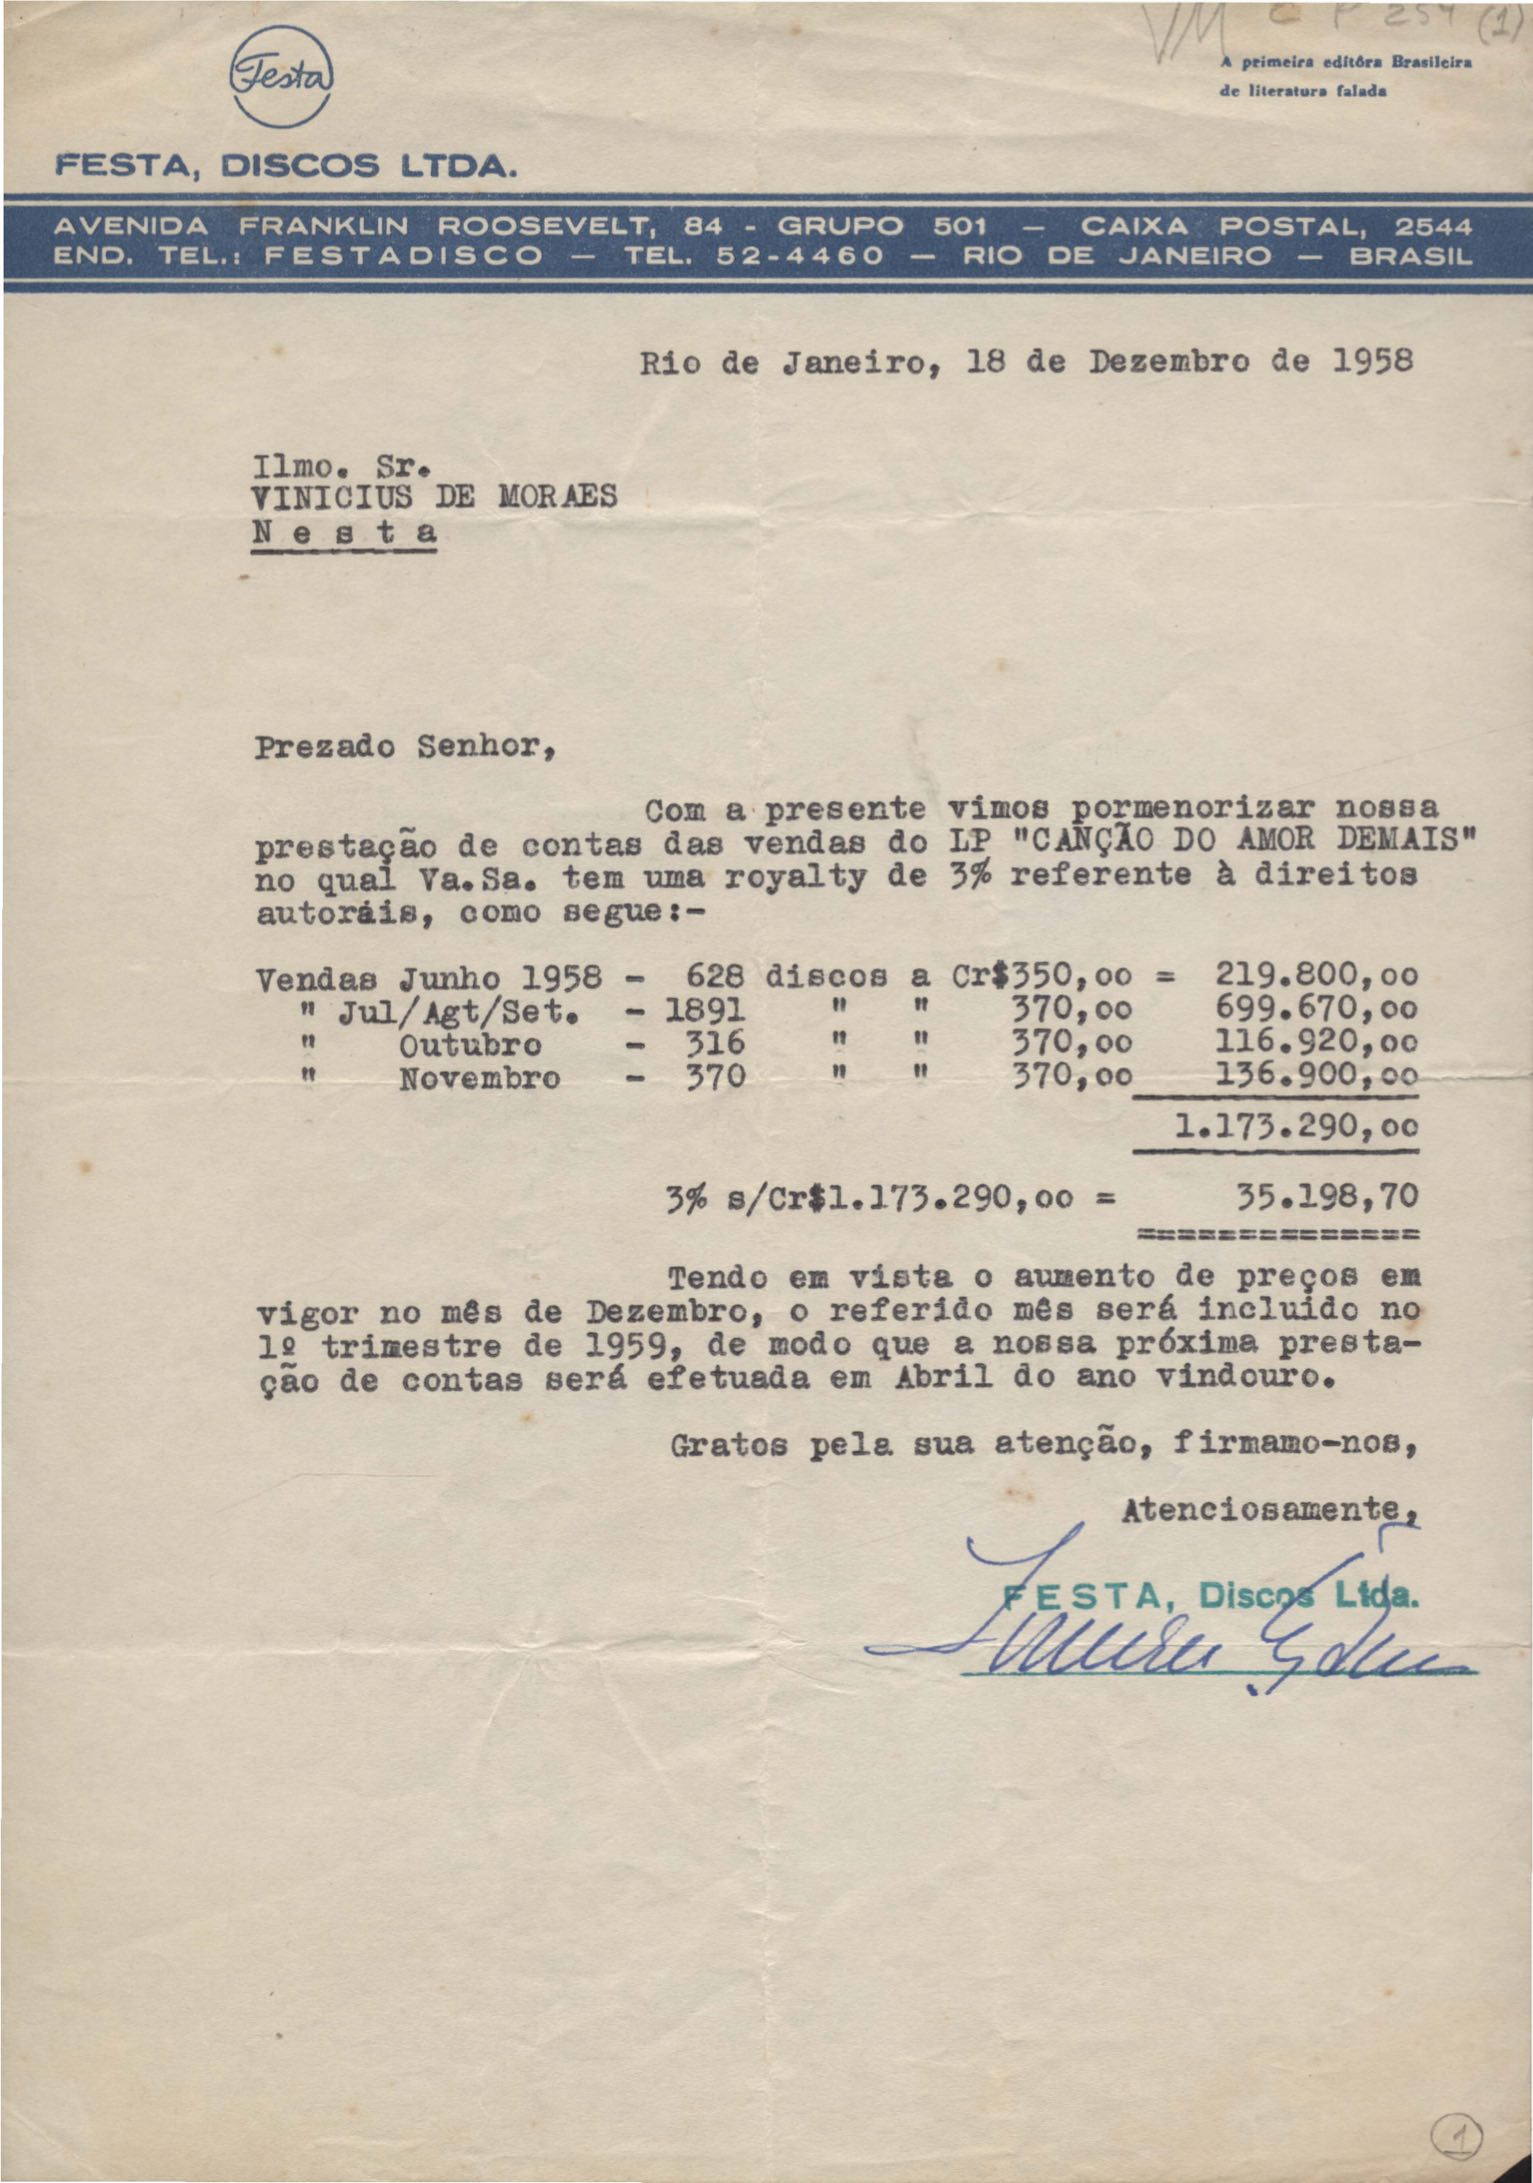 VM C P 254 (1)
Festa
A primeira editôra Brasileira
de literatura falada
FESTA, DISCOS LTDA.
AVENIDA FRANKLIN ROOSEVELT, 84 - GRUPO 501 — CAIXA POSTAL, 2544
END. TEL.: FESTADISCO — TEL. 52-4460 — RIO DE JANEIRO — BRASIL
Rio de Janeiro, 18 de Dezembro de 1958
Ilmo. Sr.
VINICIUS DE MORAES
N e s t a
Prezado Senhor,
Com a presente vimos pormenorizar nossa
prestação de contas das vendas do LP "CANÇÃO DO AMOR DEMAIS"
no qual Va.Sa. tem uma royalty de 3% referente à direitos
autoráis, como segue:-
Vendas Junho 1958 - 628 discos a Cr$350,oo = 219.800,oo
" Jul/Agt/Set. - 1891 " " 370,oo 699.670,oo
" Outubro - 316 " " 370,oo 116.920,oo
" Novembro - 370 " " 370,oo 136.900,oo
1.173.290,oo
3% s/Cr$1.173.290,oo = 35.198,70
==============
Tendo em vista o aumento de preços em
vigor no mês de Dezembro, o referido mês será incluido no
1º trimestre de 1959, de modo que a nossa próxima presta-
ção de contas será efetuada em Abril do ano vindouro.
Gratos pela sua atenção, firmamo-nos,
Atenciosamente,
FESTA, Discos Ltda.
1